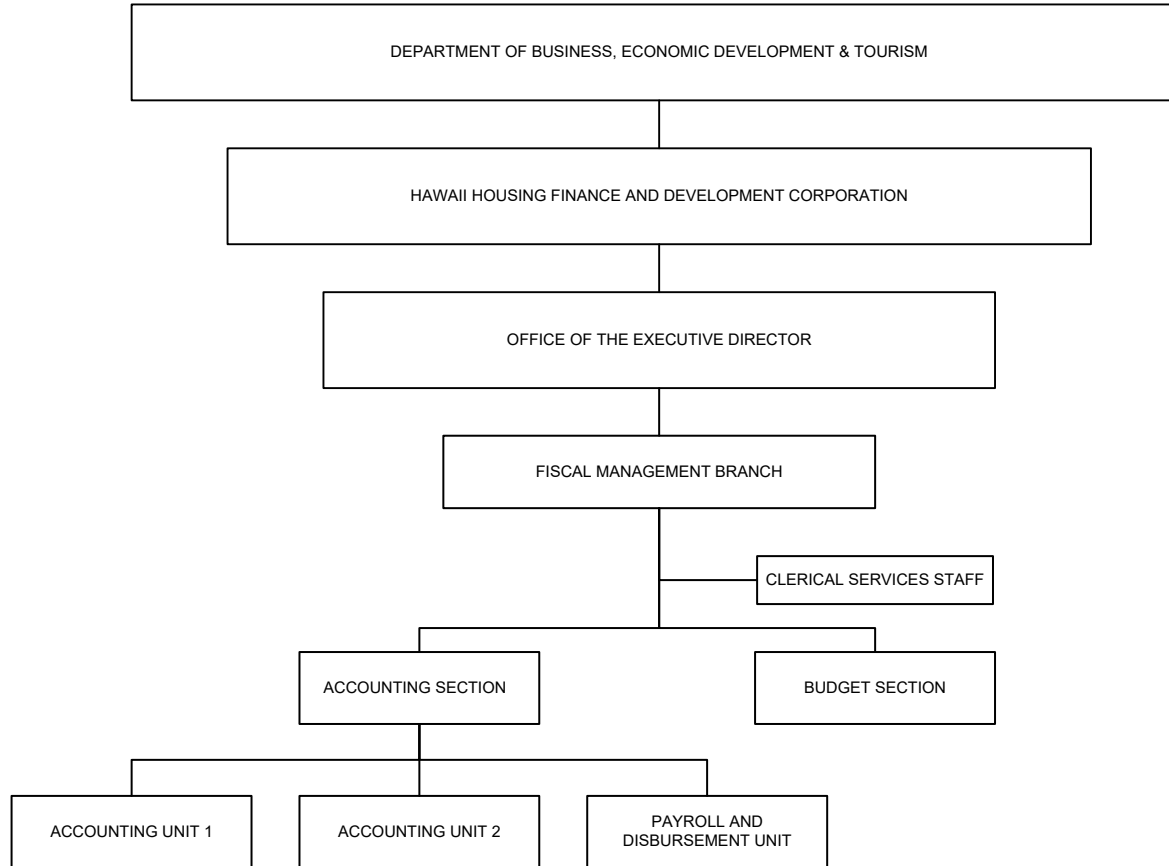 DEPARTMENT OF BUSINESS, ECONOMIC DEVELOPMENT & TOURISM
HAWAII HOUSING FINANCE AND DEVELOPMENT CORPORATION
OFFICE OF THE EXECUTIVE DIRECTOR
FISCAL MANAGEMENT BRANCH
CLERICAL SERVICES STAFF
ACCOUNTING SECTION
BUDGET SECTION
ACCOUNTING UNIT 1
ACCOUNTING UNIT 2
PAYROLL AND
DISBURSEMENT UNIT